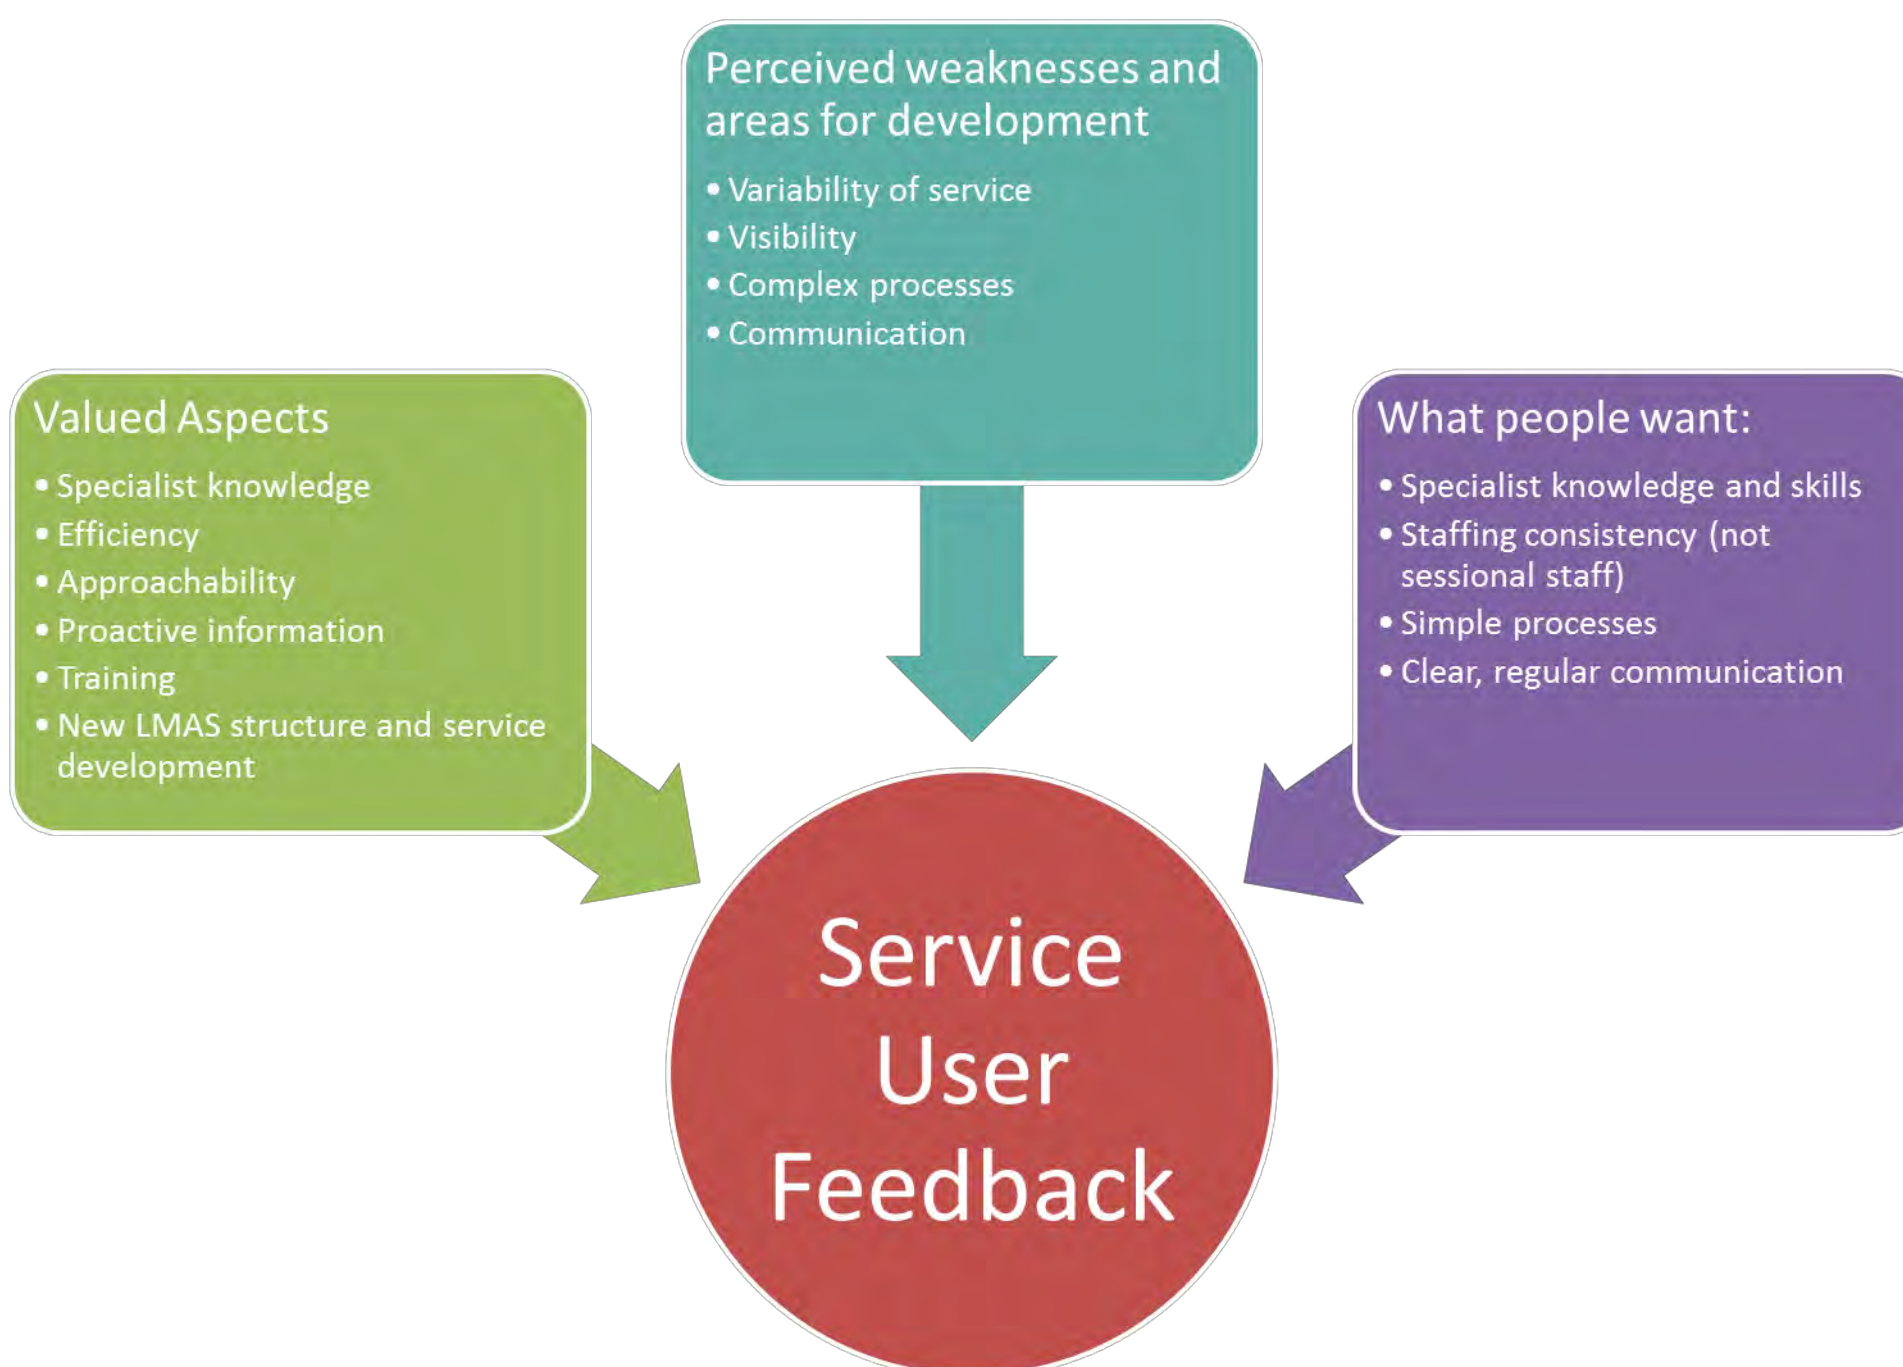 Perceived weaknesses and
areas for development
• Variability of service
• Visibility
• Complex processes
• Communication
Valued Aspects
• Specialist knowledge
• Efficiency
• Approachability
• Proactive information
• Training
• New LMAS structure and service
development
What people want:
• Specialist knowledge and skills
• Staffing consistency (not
sessional staff)
• Simple processes
• Clear, regular communication
Service
User
Feedback